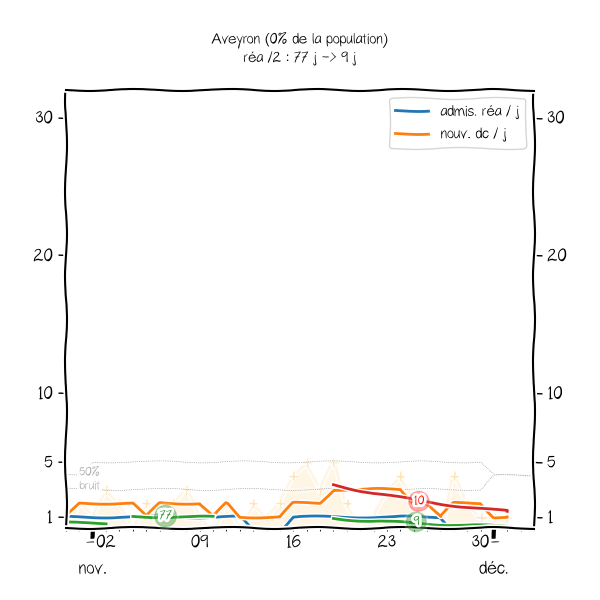 Aveyron (0% de la population)
réa /2 : 77 j -> 9 j
admis. réa / j
nouv. dc / j
30 30
20 20
10 10
5 5
50%
bruit
10
77
9
1 1
02 09 16 23 30
nov. déc.